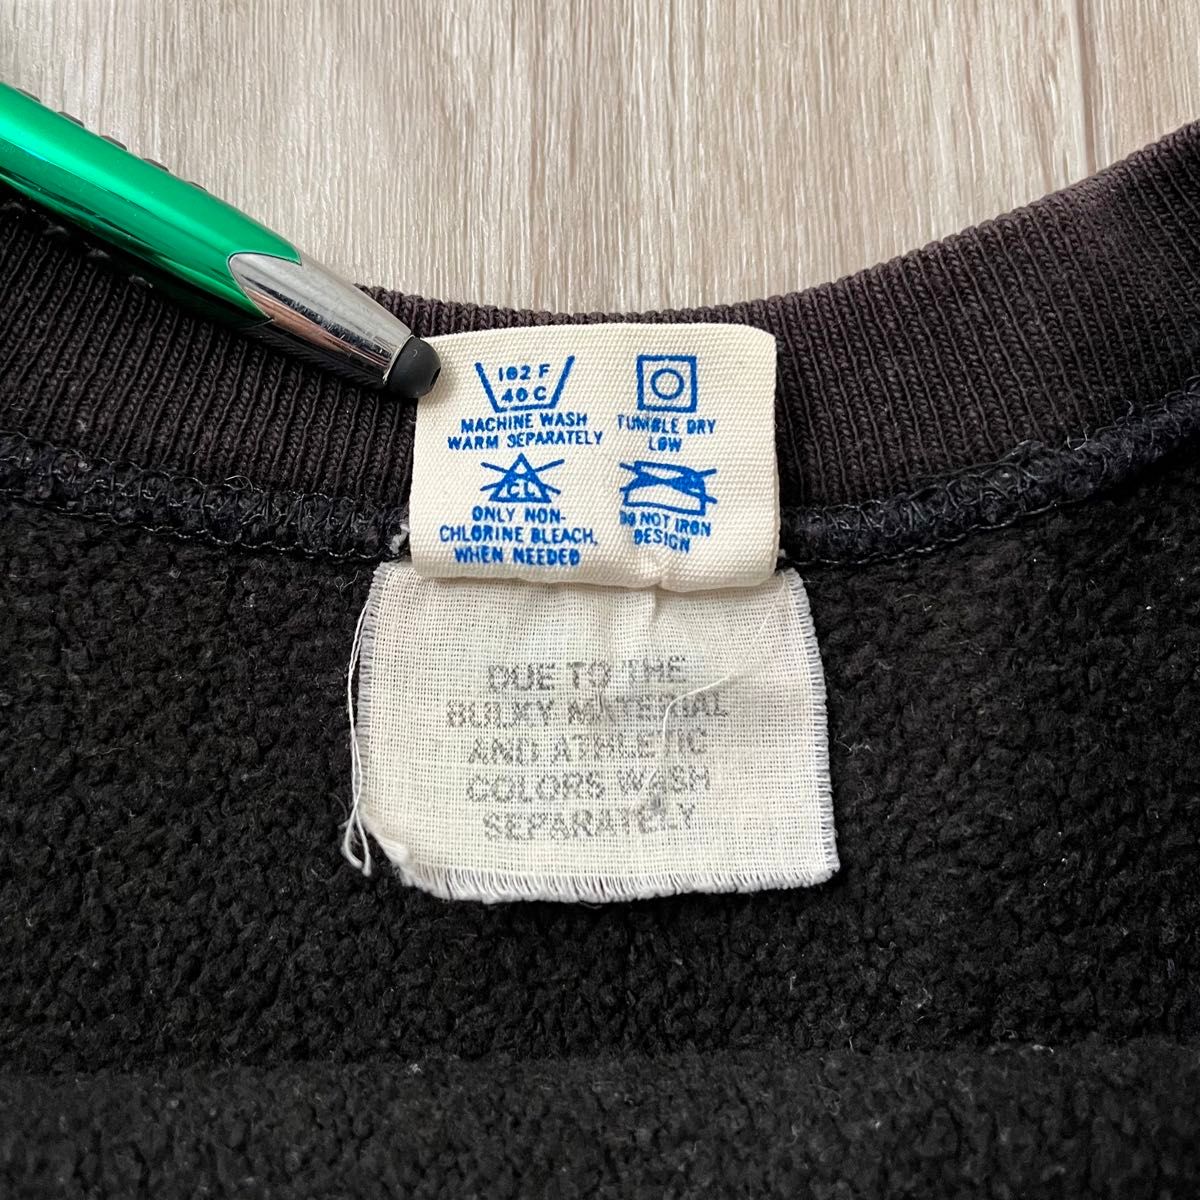 102 F
40 C
MACHINE WASH
WARM SEPARATELY
TUMBLE DRY
LOW
CL
ONLY NON-
CHLORINE BLEACH.
WHEN NEEDED
DO NOT IRON
DESIGN
DUE TO THE
BULKY MATERIAL
AND ATHLETIC
COLORS WASH
SEPARATELY